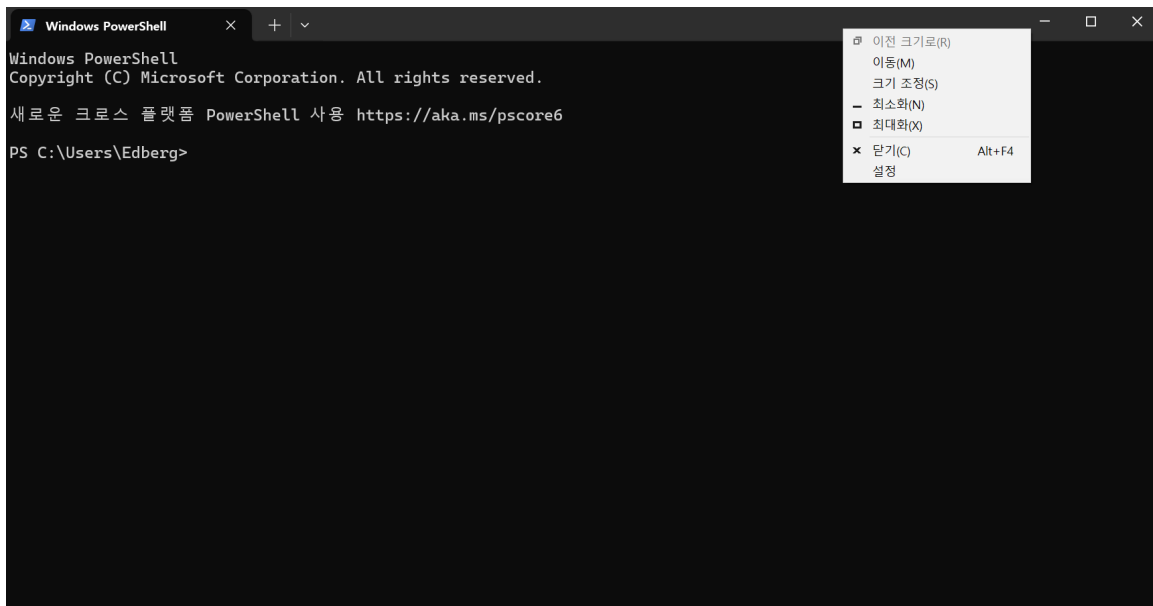 Windows PowerShell
Windows PowerShell
Copyright (C) Microsoft Corporation. All rights reserved.
새로운 크로스 플랫폼 PowerShell 사용 https://aka.ms/pscore6
PS C:\Users\Edberg>
이전 크기로(R)
이동(M)
크기 조정(S)
최소화(N)
최대화(X)
닫기(C) Alt+F4
설정